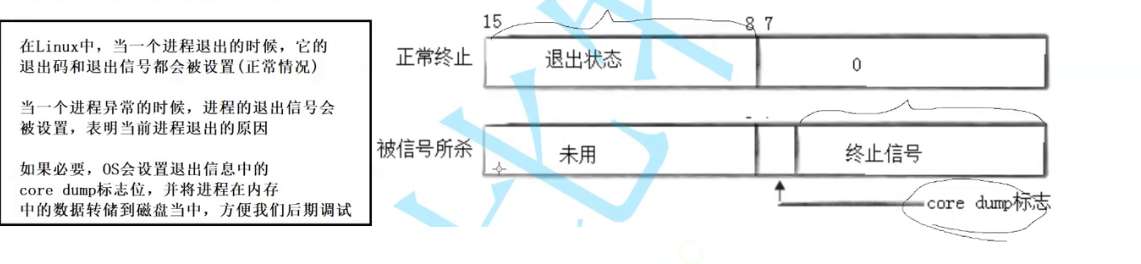 在Linux中，当一个进程退出的时候，它的
退出码和退出信号都会被设置(正常情况)
当一个进程异常的时候，进程的退出信号会
被设置，表明当前进程退出的原因
如果必要，OS会设置退出信息中的
core dump标志位，并将进程在内存
中的数据转储到磁盘当中，方便我们后期调试
15 8 7
正常终止 退出状态 0
被信号所杀 未用 终止信号
core dump标志